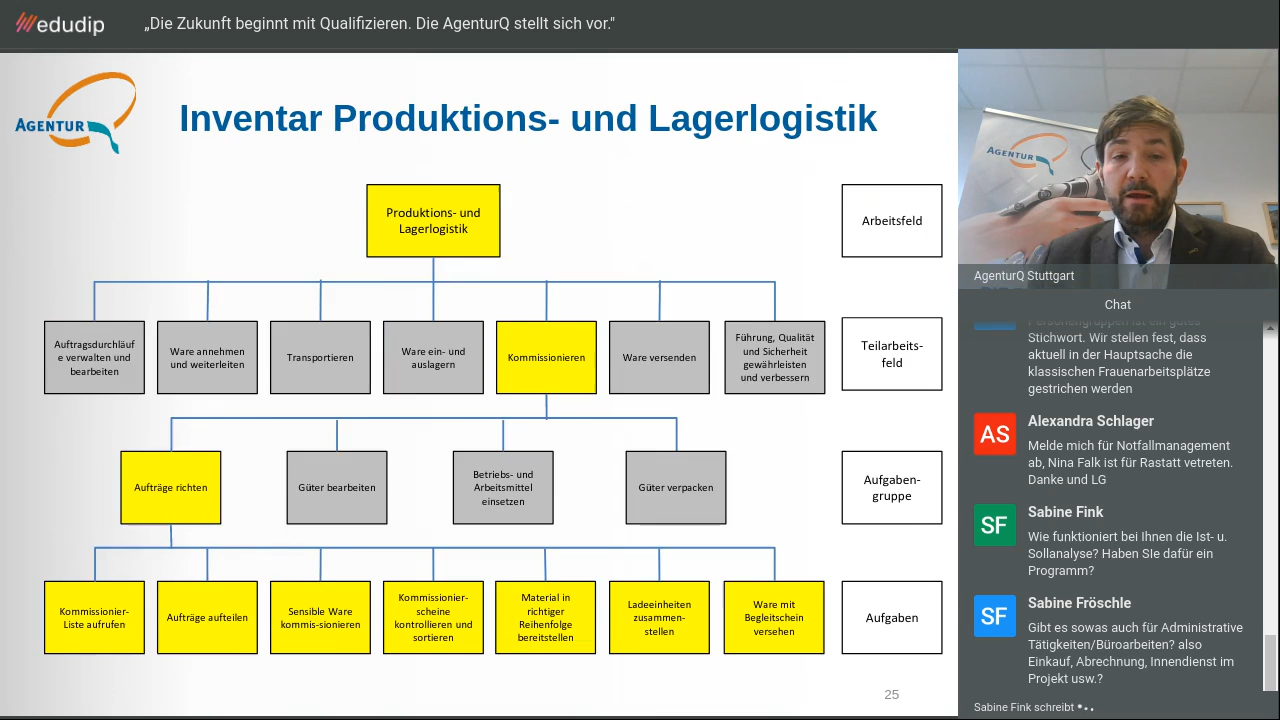 edudip
„Die Zukunft beginnt mit Qualifizieren. Die AgenturQ stellt sich vor."
AGENTUR
Inventar Produktions- und Lagerlogistik
Produktions- und
Lagerlogistik
Arbeitsfeld
Auftragsdurchläuf
e verwalten und
bearbeiten
Ware annehmen
und weiterleiten
Transportieren
Ware ein- und
auslagern
Kommissionieren
Ware versenden
Führung, Qualität
und Sicherheit
gewährleisten
und verbessern
Teilarbeits-
feld
Aufträge richten
Güter bearbeiten
Betriebs- und
Arbeitsmittel
einsetzen
Güter verpacken
Aufgaben-
gruppe
Kommissionier-
Liste aufrufen
Aufträge aufteilen
Sensible Ware
kommis-sionieren
Kommissionier-
scheine
kontrollieren und
sortieren
Material in
richtiger
Reihenfolge
bereitstellen
Ladeeinheiten
zusammen-
stellen
Ware mit
Begleitschein
versehen
Aufgaben
25
AGENTUR
AgenturQ Stuttgart
Chat
Personengruppen ist ein gutes
Stichwort. Wir stellen fest, dass
aktuell in der Hauptsache die
klassischen Frauenarbeitsplätze
gestrichen werden
AS
Alexandra Schlager
Melde mich für Notfallmanagement
ab, Nina Falk ist für Rastatt vertreten.
Danke und LG
SF
Sabine Fink
Wie funktioniert bei Ihnen die Ist- u.
Sollanalyse? Haben SIe dafür ein
Programm?
SF
Sabine Fröschle
Gibt es sowas auch für Administrative
Tätigkeiten/Büroarbeiten? also
Einkauf, Abrechnung, Innendienst im
Projekt usw.?
Sabine Fink schreibt